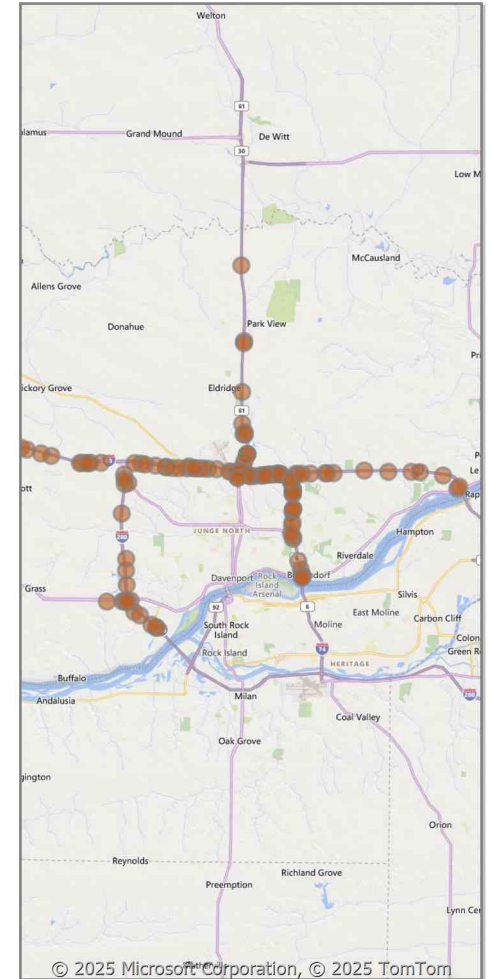 Welton
61
Grand Mound
De Witt
30
McCausland
Allens Grove
Park View
Donahue
Eldridge
61
JUNGE NORTH
280
Hampton
Riverdale
Davenport
Rock
Island
Arsenal
Silvis
92
6
East Moline
Carbon Cliff
South Rock
Island
Moline
Rock Island
74
HERITAGE
Buffalo
Milan
Andalusia
Coal Valley
Oak Grove
Orion
Reynolds
Richland Grove
Preemption
© 2025 Microsoft Corporation, © 2025 TomTom